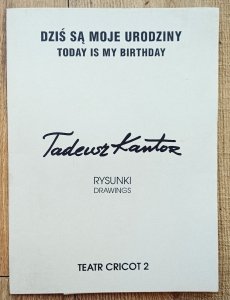 DZIŚ SĄ MOJE URODZINY
TODAY IS MY BIRTHDAY
Tadeusz Kantor
RYSUNKI
DRAWINGS
TEATR CRICOT 2